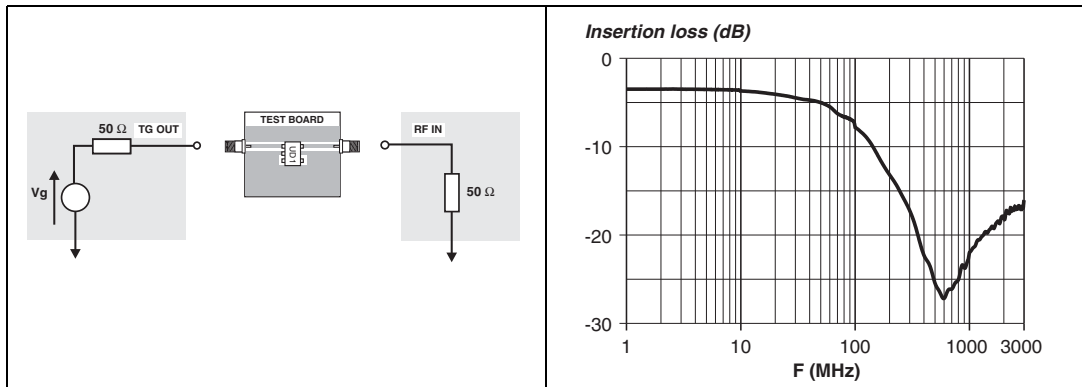 50 Ω TG OUT
TEST BOARD
RF IN
UD1
Vg
50 Ω
Insertion loss (dB)
0
-10
-20
-30
1 10 100 1000 3000
F (MHz)